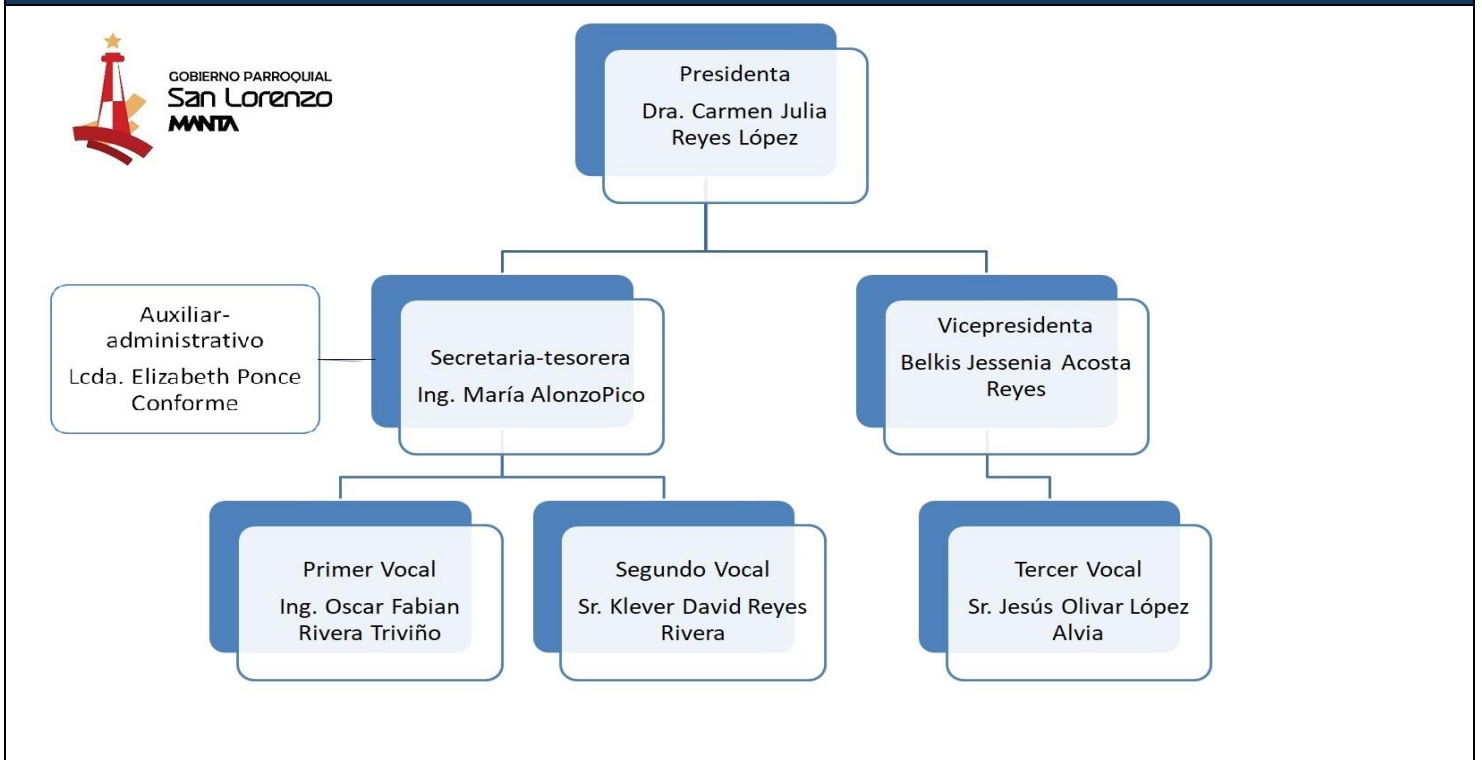 GOBIERNO PARROQUIAL
San Lorenzo
MANTA
Presidenta
Dra. Carmen Julia
Reyes López
Auxiliar-
administrativo
Lcda. Elizabeth Ponce
Conforme
Secretaria-tesorera
Ing. María AlonzoPico
Vicepresidenta
Belkis Jessenia Acosta
Reyes
Primer Vocal
Ing. Oscar Fabian
Rivera Triviño
Segundo Vocal
Sr. Klever David Reyes
Rivera
Tercer Vocal
Sr. Jesús Olivar López
Alvia